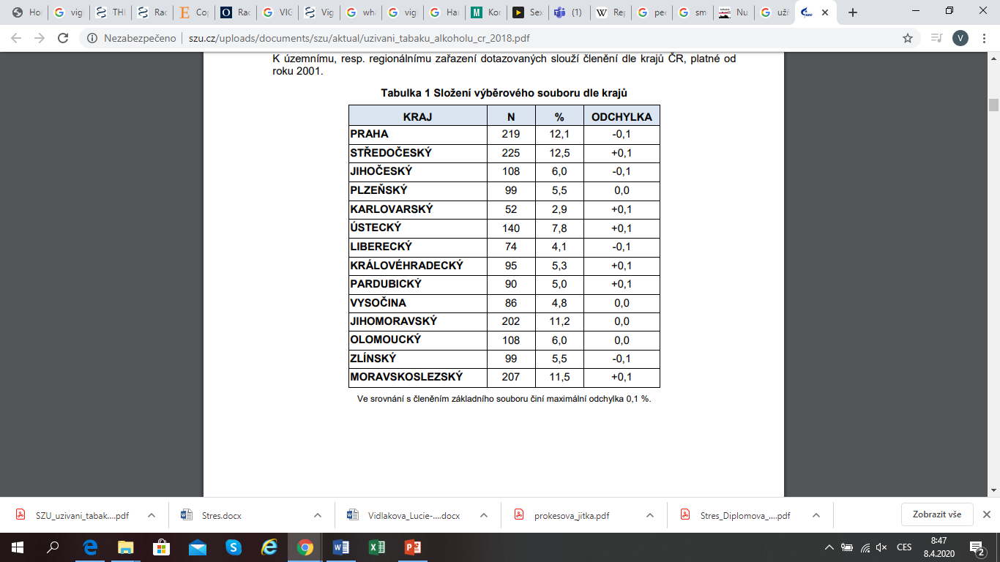 Ho
vigi
THI
Rac
Cop
Rac
VIG
Vig
wha
vigi
Har
Kor
Sex
(1)
Rep
pec
sm
Nu
uží
Nezabezpečeno
szu.cz/uploads/documents/szu/aktual/uzivani_tabaku_alkoholu_cr_2018.pdf
V
K územnímu, resp. regionálnímu zařazení dotazovaných slouží členění dle krajů ČR, platné od
roku 2001.
Tabulka 1 Složení výběrového souboru dle krajů
KRAJ N % ODCHYLKA
PRAHA 219 12,1 -0,1
STŘEDOČESKÝ 225 12,5 +0,1
JIHOČESKÝ 108 6,0 -0,1
PLZEŇSKÝ 99 5,5 0,0
KARLOVARSKÝ 52 2,9 +0,1
ÚSTECKÝ 140 7,8 +0,1
LIBERECKÝ 74 4,1 -0,1
KRÁLOVÉHRADECKÝ 95 5,3 +0,1
PARDUBICKÝ 90 5,0 +0,1
VYSOČINA 86 4,8 0,0
JIHOMORAVSKÝ 202 11,2 0,0
OLOMOUCKÝ 108 6,0 0,0
ZLÍNSKÝ 99 5,5 -0,1
MORAVSKOSLEZSKÝ 207 11,5 +0,1
Ve srovnání s členěním základního souboru činí maximální odchylka 0,1 %.
SZU_uzivani_tabak....pdf
Stres.docx
Vidlakova_Lucie-....docx
prokesova_jitka.pdf
Stres_Diplomova_....pdf
Zobrazit vše
CES
8:47
8.4.2020
2